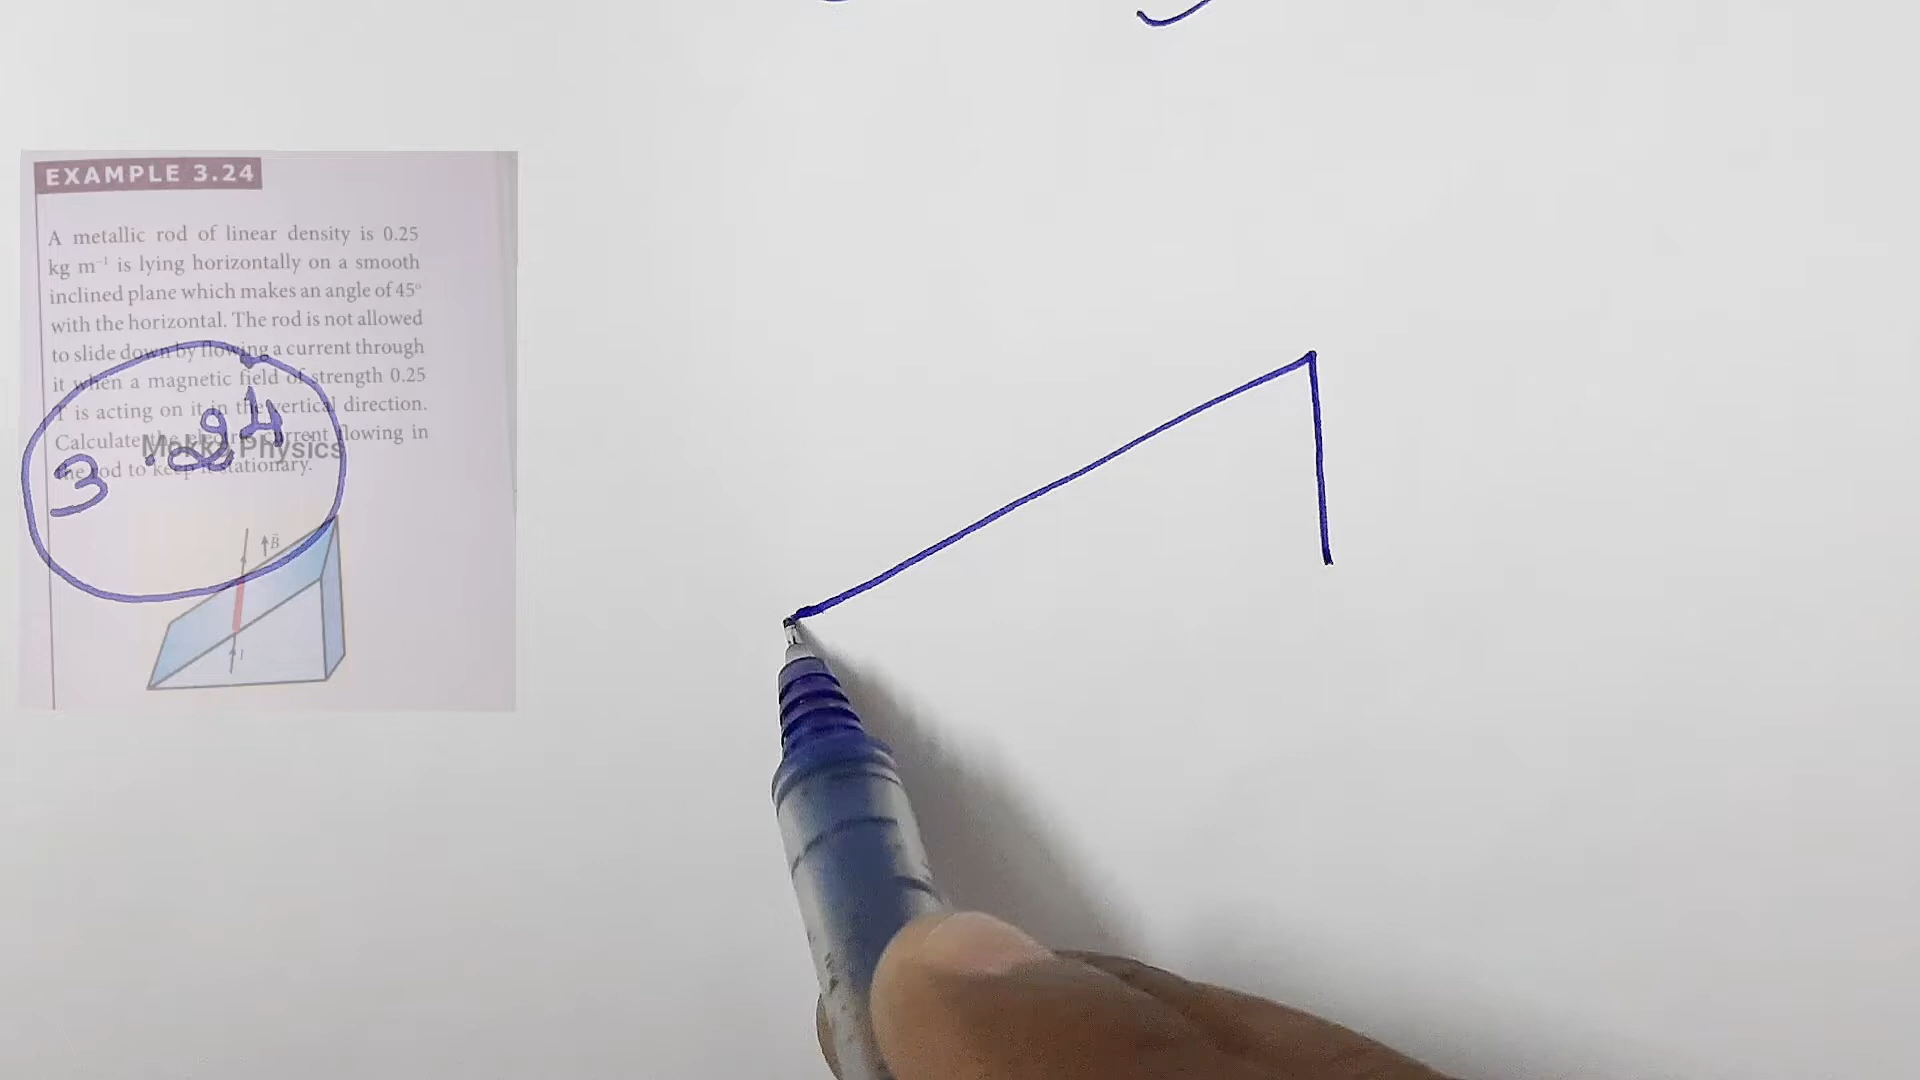 EXAMPLE 3.24
A metallic rod of linear density is 0.25
kg m⁻¹ is lying horizontally on a smooth
inclined plane which makes an angle of 45°
with the horizontal. The rod is not allowed
to slide down by flowing a current through
it when a magnetic field of strength 0.25
T is acting on it in the vertical direction.
Calculate the electric current flowing in
the rod to keep it stationary.
3.24
Mokka Physics
B
I